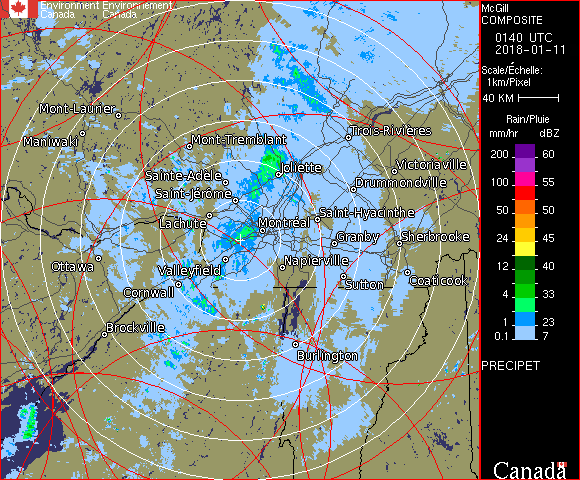 Environment Environnement
Canada Canada
McGill
COMPOSITE
0140 UTC
2018-01-11
Scale/Échelle:
1km/Pixel
40 KM
Rain/Pluie
mm/hr dBZ
200 60
100 55
50 50
24 45
12 40
4 33
1 23
0.1 7
PRECIPET
Canada
Mont-Laurier
Maniwaki
Mont-Tremblant
Trois-Rivières
Joliette
Victoriaville
Sainte-Adele
Drummondville
Saint-Jérôme
Saint-Hyacinthe
Lachute
Montréal
Granby
Sherbrooke
Ottawa
Napierville
Valleyfield
Sutton
Coaticook
Cornwall
Brockville
Burlington